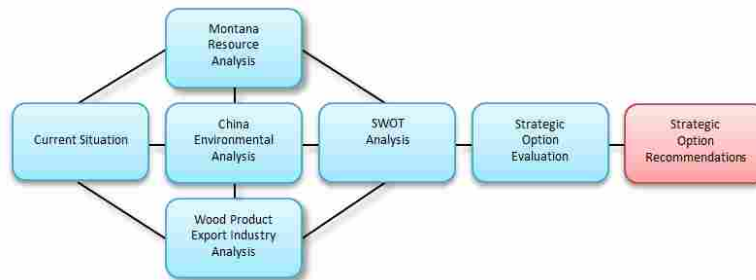 Montana
Resource
Analysis
Current Situation
China
Environmental
Analysis
SWOT
Analysis
Strategic
Option
Evaluation
Strategic
Option
Recommendations
Wood Product
Export Industry
Analysis